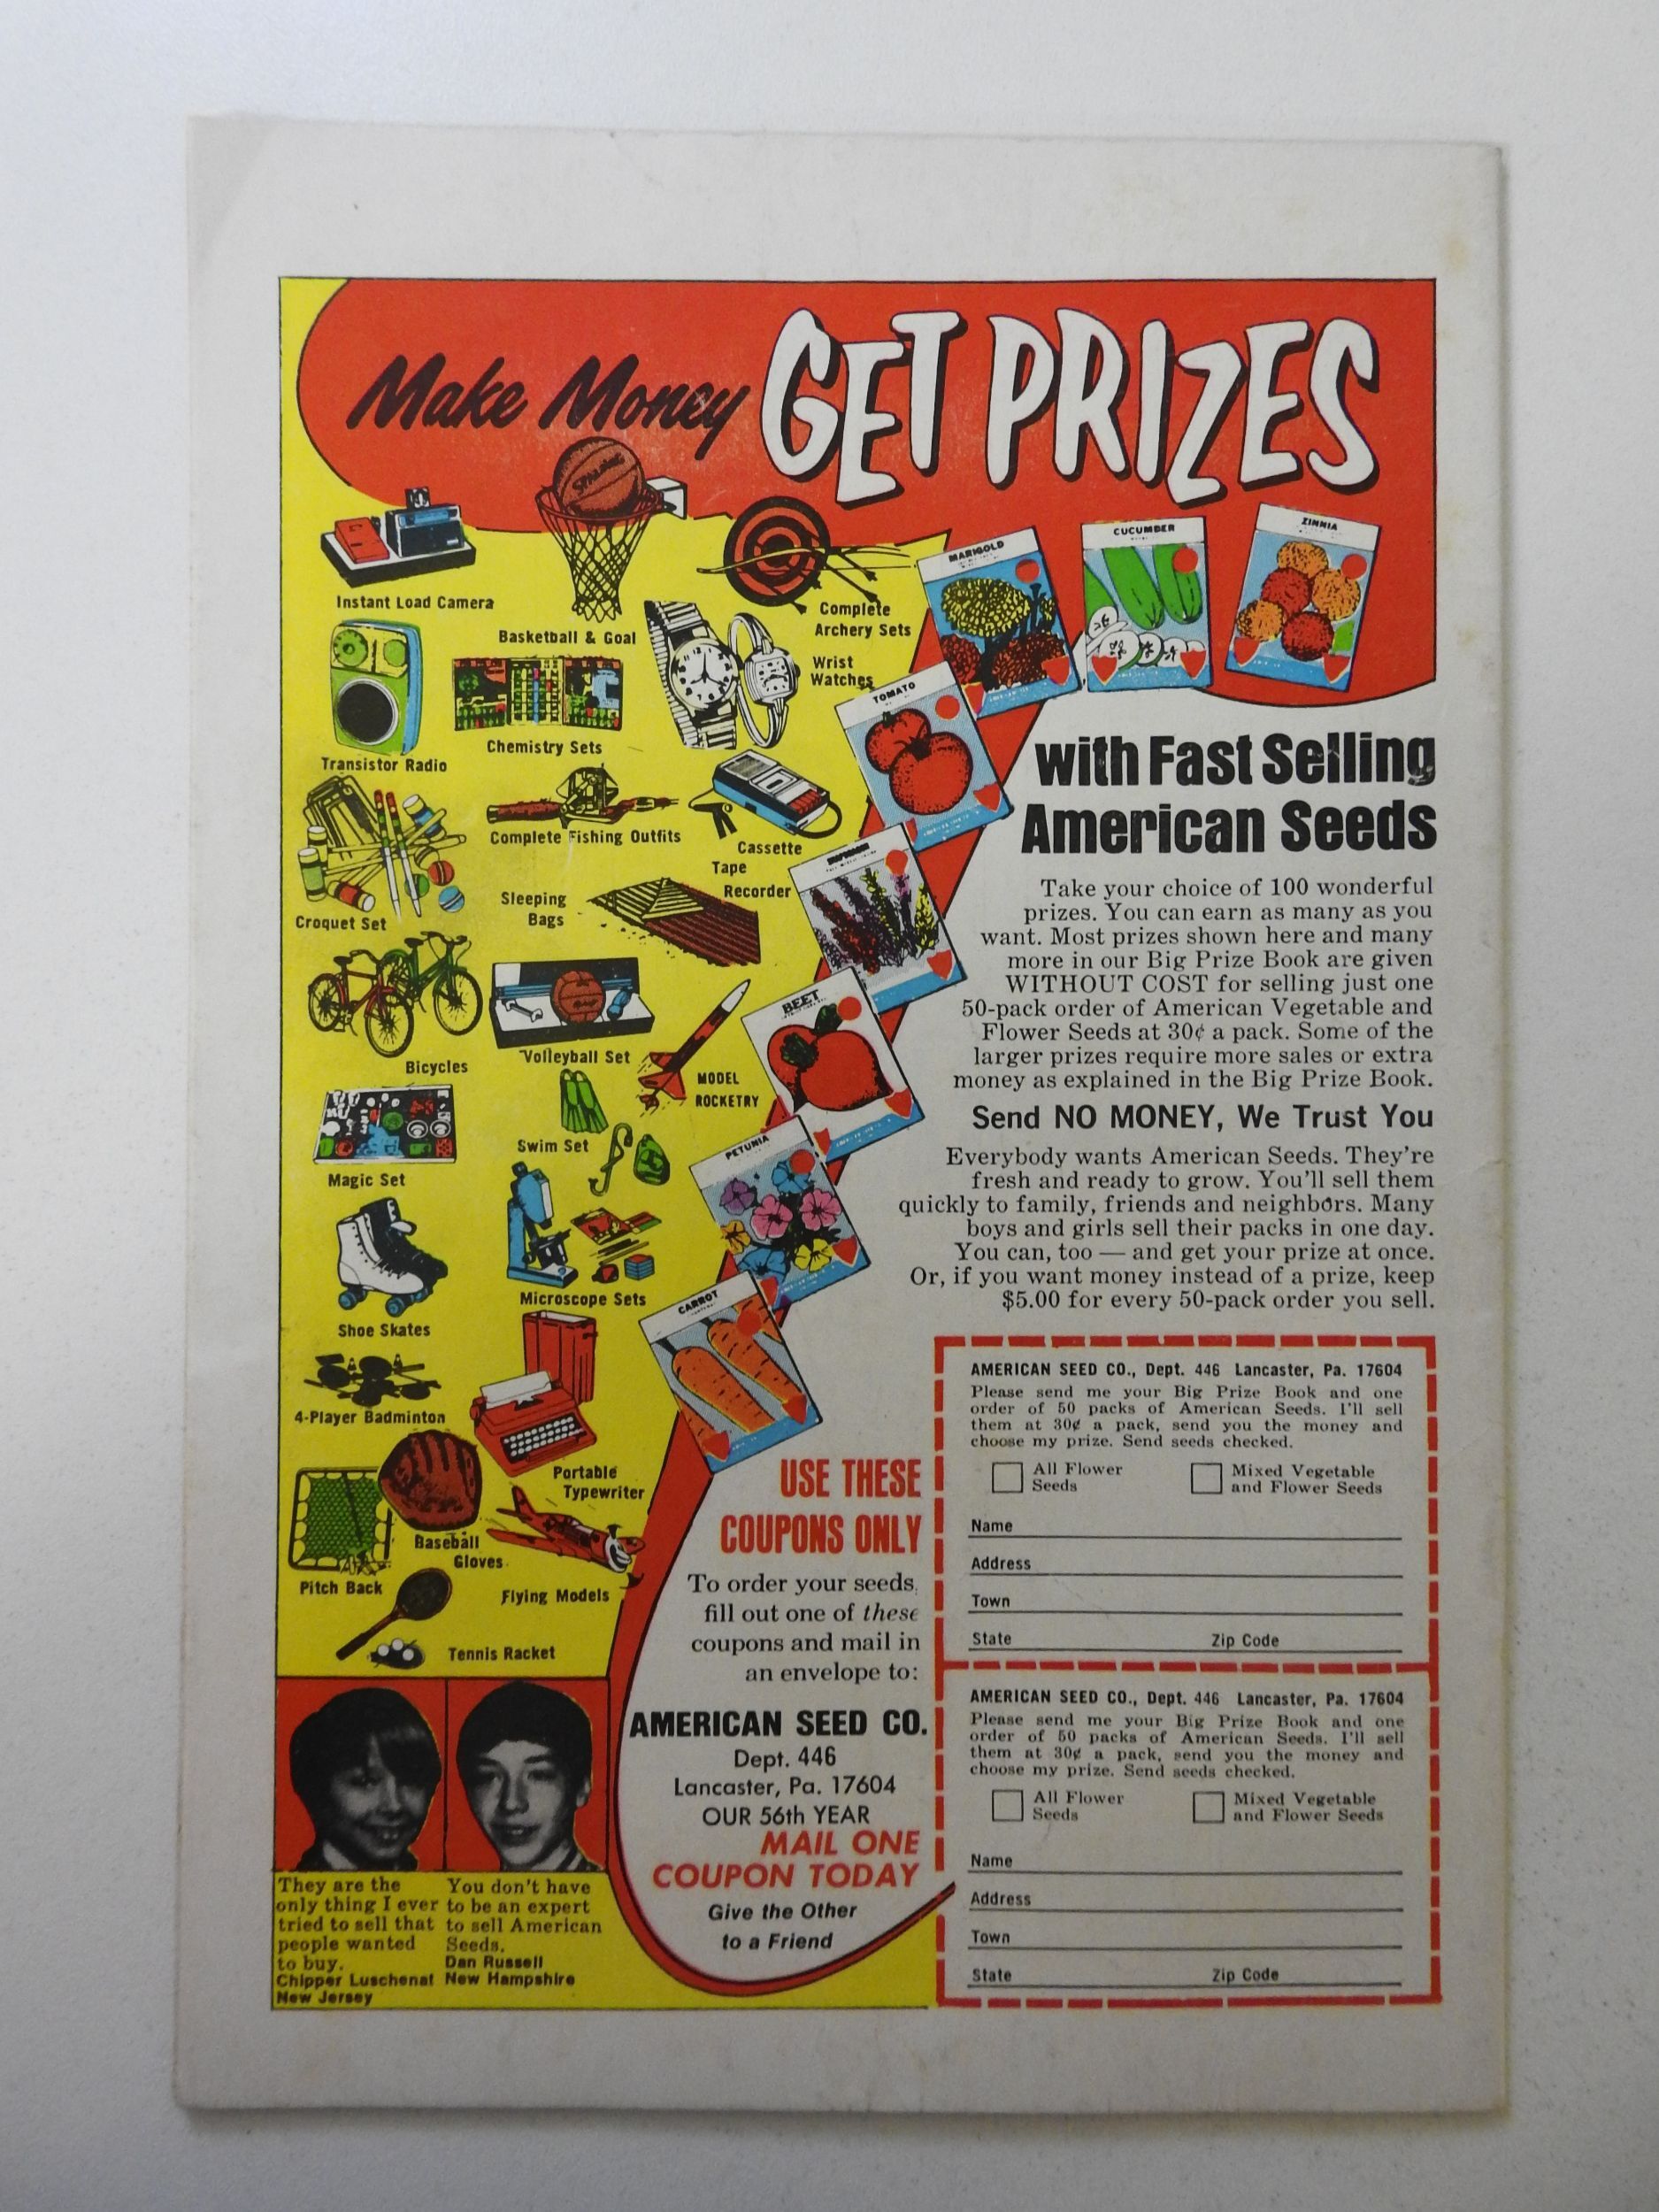 Make Money GET PRIZES
SPALDING
Instant Load Camera
Basketball & Goal
Complete
Archery Sets
Wrist
Watches
Transistor Radio
Chemistry Sets
Complete Fishing Outfits
Cassette
Tape
Recorder
Croquet Set
Sleeping
Bags
Bicycles
Volleyball Set
MODEL
ROCKETRY
Swim Set
Magic Set
Microscope Sets
Shoe Skates
4-Player Badminton
Portable
Typewriter
Baseball
Gloves
Pitch Back
Flying Models
Tennis Racket
MARIGOLD
CUCUMBER
ZINNIA
TOMATO
BEET
PETUNIA
CARROT
with Fast Selling
American Seeds
Take your choice of 100 wonderful
prizes. You can earn as many as you
want. Most prizes shown here and many
more in our Big Prize Book are given
WITHOUT COST for selling just one
50-pack order of American Vegetable and
Flower Seeds at 30¢ a pack. Some of the
larger prizes require more sales or extra
money as explained in the Big Prize Book.
Send NO MONEY, We Trust You
Everybody wants American Seeds. They're
fresh and ready to grow. You'll sell them
quickly to family, friends and neighbors. Many
boys and girls sell their packs in one day.
You can, too — and get your prize at once.
Or, if you want money instead of a prize, keep
$5.00 for every 50-pack order you sell.
USE THESE
COUPONS ONLY
To order your seeds,
fill out one of these
coupons and mail in
an envelope to:
AMERICAN SEED CO.
Dept. 446
Lancaster, Pa. 17604
OUR 56th YEAR
MAIL ONE
COUPON TODAY
Give the Other
to a Friend
AMERICAN SEED CO., Dept. 446 Lancaster, Pa. 17604
Please send me your Big Prize Book and one
order of 50 packs of American Seeds. I'll sell
them at 30¢ a pack, send you the money and
choose my prize. Send seeds checked.
All Flower
Seeds
Mixed Vegetable
and Flower Seeds
Name
Address
Town
State Zip Code
AMERICAN SEED CO., Dept. 446 Lancaster, Pa. 17604
Please send me your Big Prize Book and one
order of 50 packs of American Seeds. I'll sell
them at 30¢ a pack, send you the money and
choose my prize. Send seeds checked.
All Flower
Seeds
Mixed Vegetable
and Flower Seeds
Name
Address
Town
State Zip Code
They are the
only thing I ever
tried to sell that
people wanted
to buy.
Chipper Luschenat
New Jersey
You don't have
to be an expert
to sell American
Seeds.
Dan Russell
New Hampshire